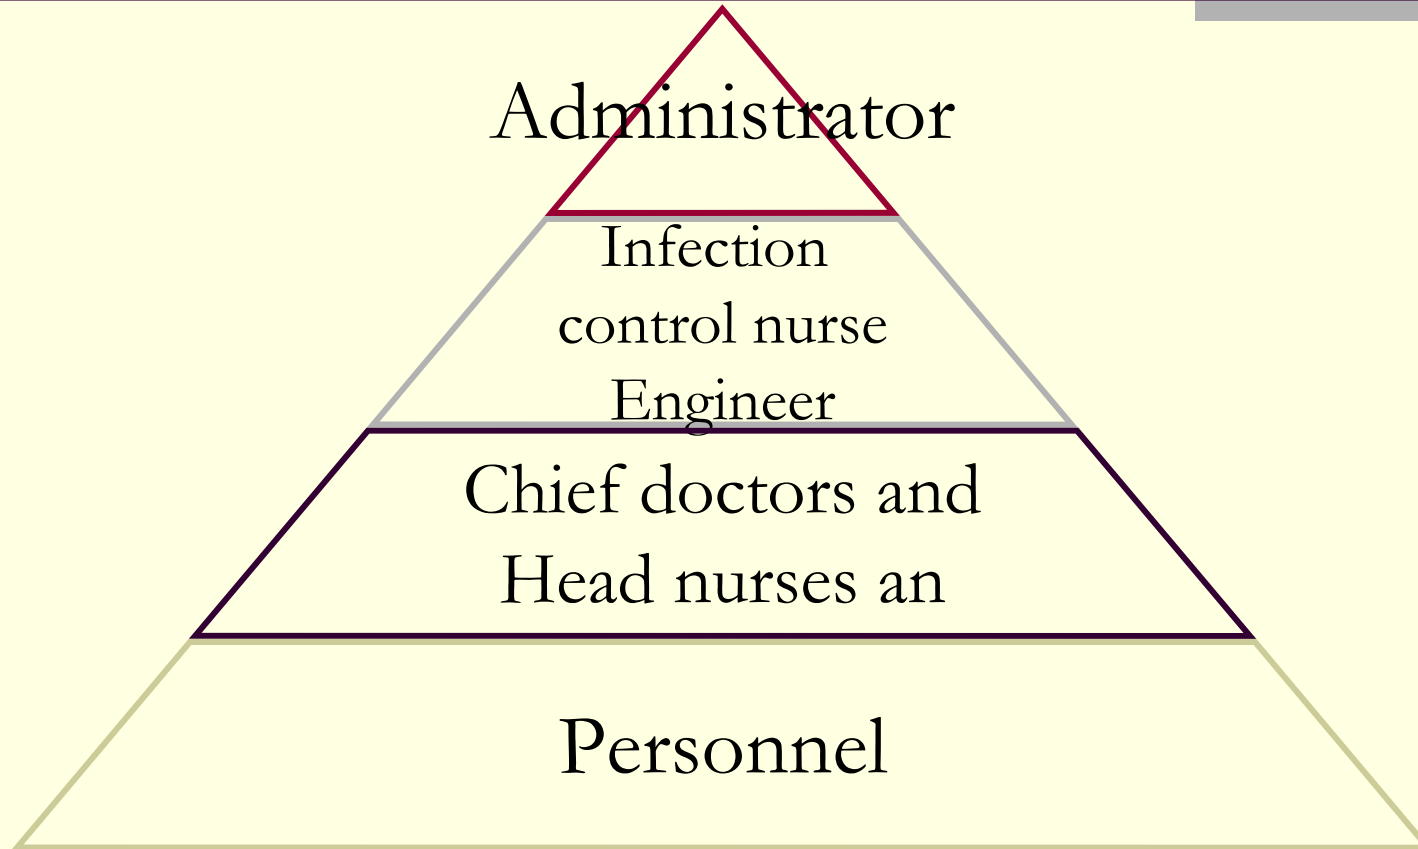 Administrator
Infection
control nurse
Engineer
Chief doctors and
Head nurses an
Personnel